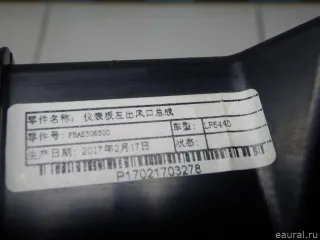 零件名称: 仪表板左出风口总成
零件号: F5A5306300 车型: LF6440
生产日期: 2017年2月17日 状态:
P17021703278
eaural.ru